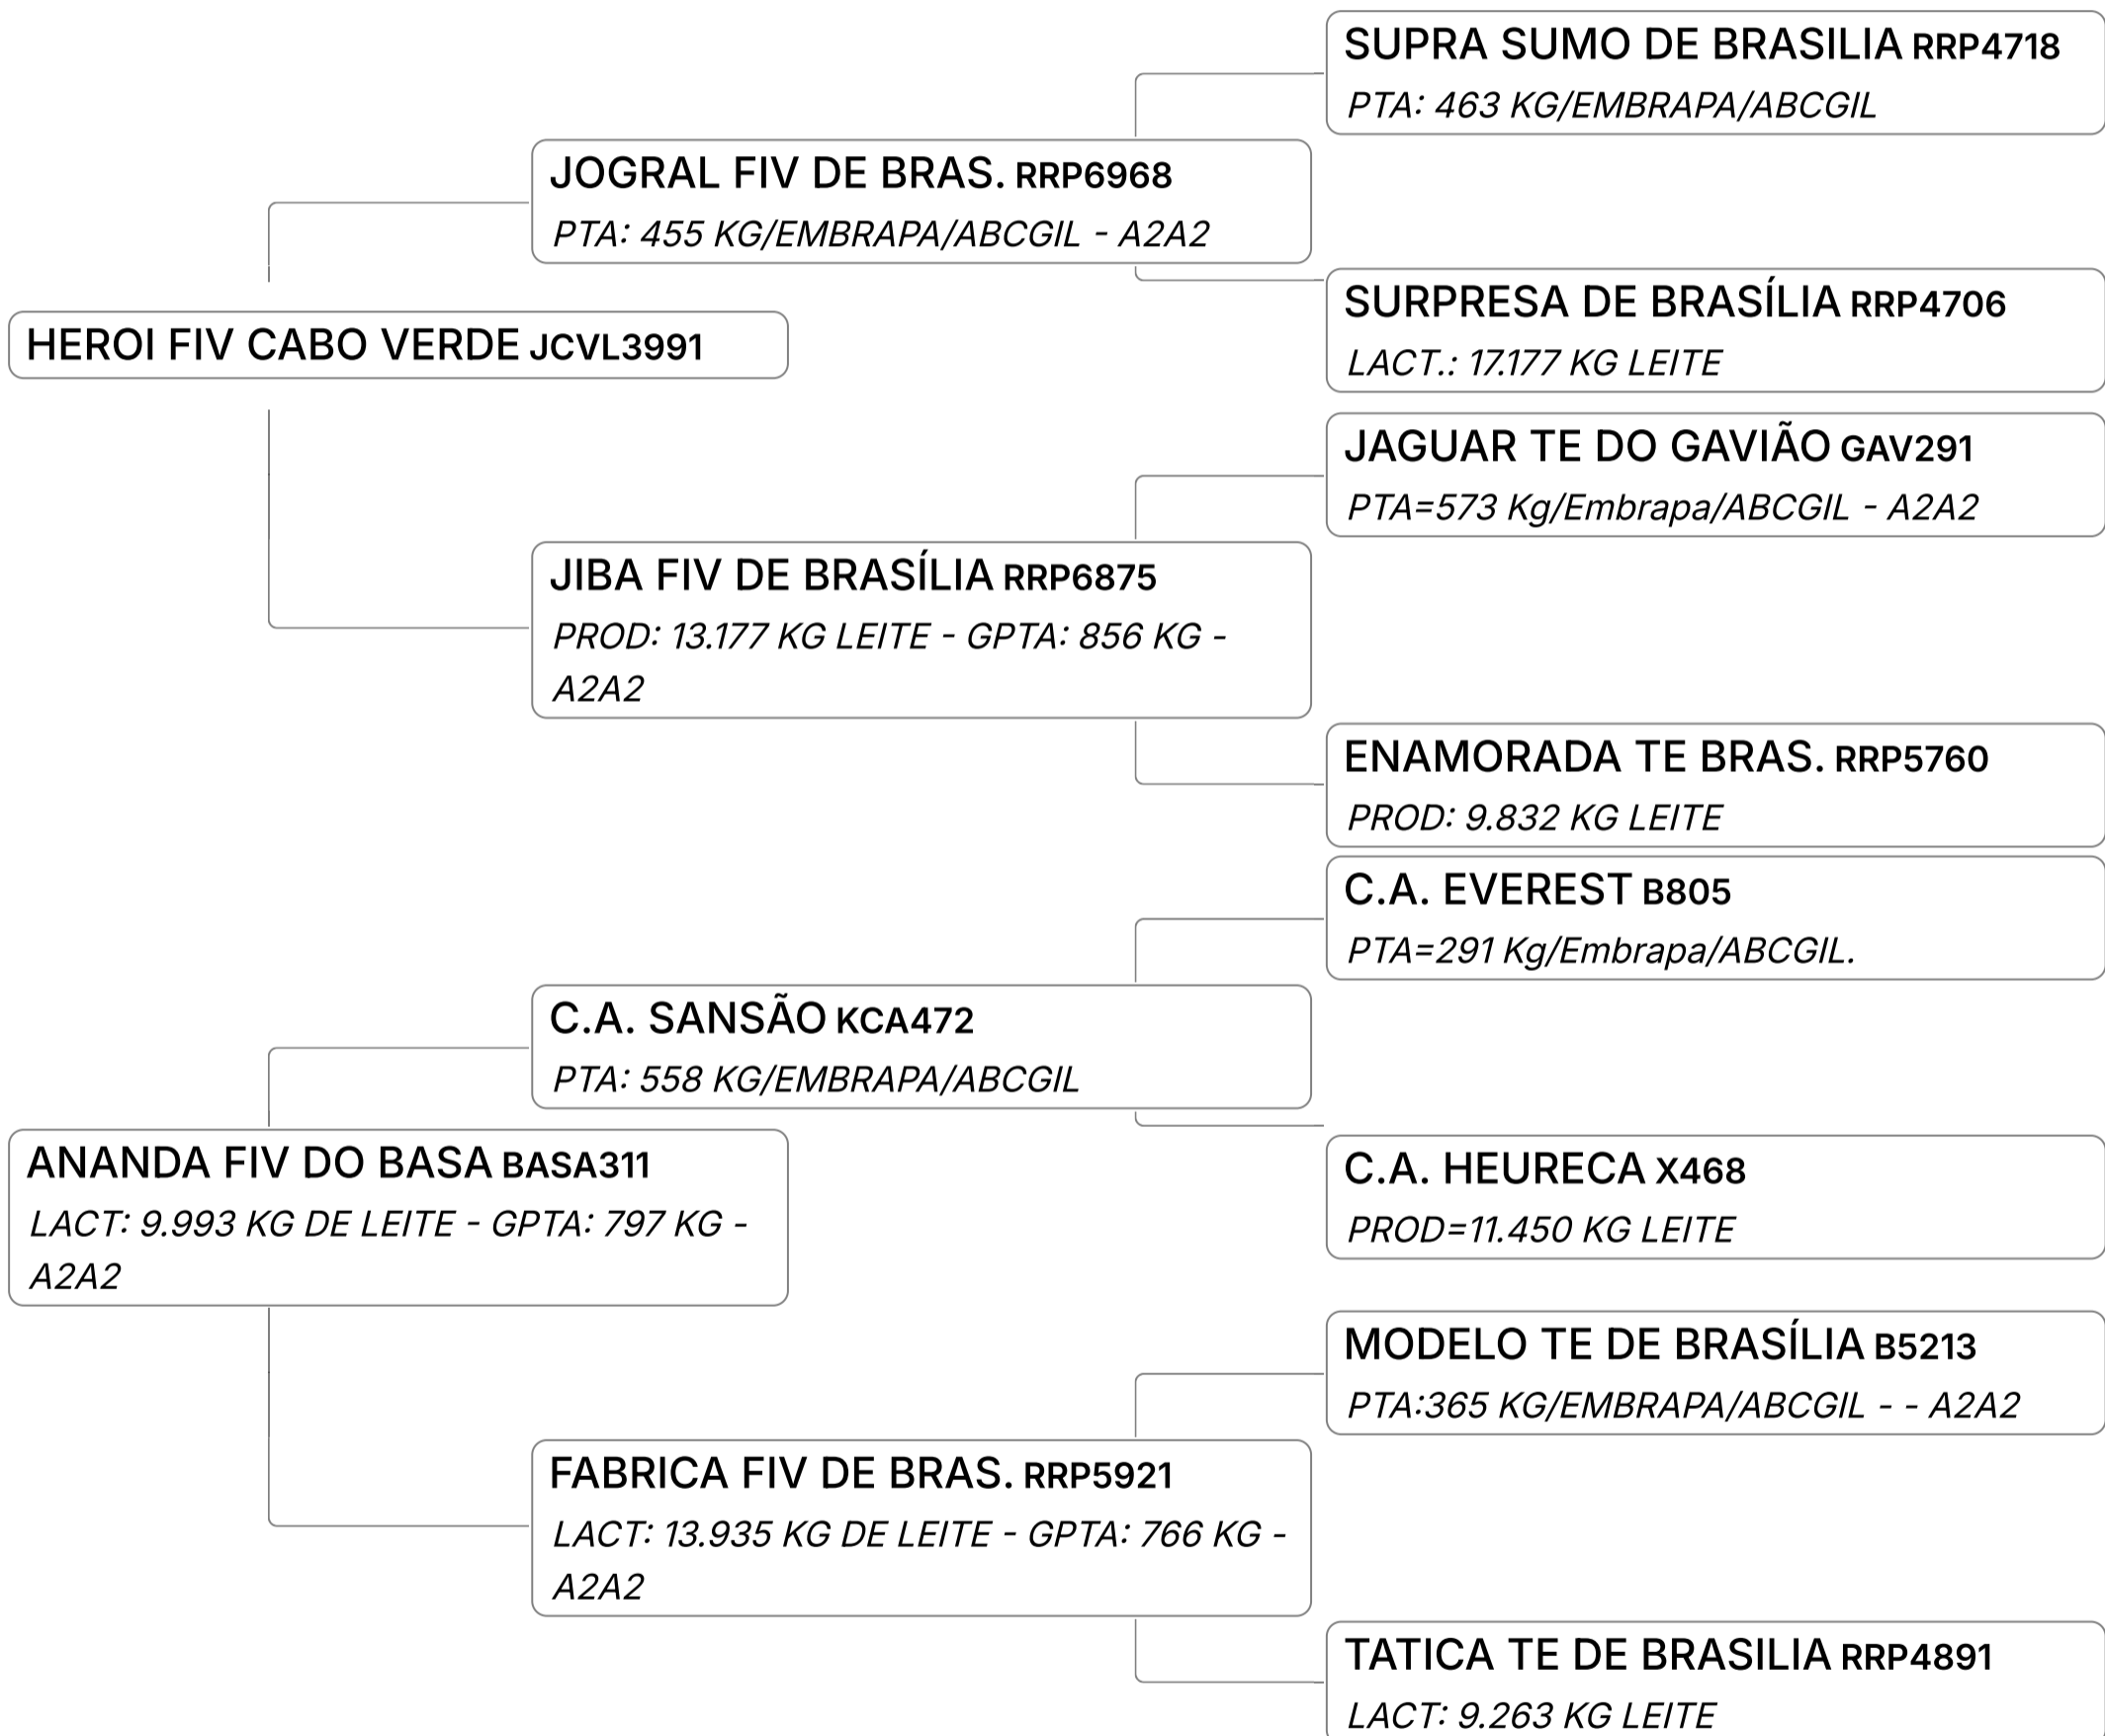 SUPRA SUMO DE BRASILIA RRP4718
PTA: 463 KG/EMBRAPA/ABCGIL
JOGRAL FIV DE BRAS. RRP6968
PTA: 455 KG/EMBRAPA/ABCGIL - A2A2
SURPRESA DE BRASÍLIA RRP4706
LACT.: 17.177 KG LEITE
HEROI FIV CABO VERDE JCVL3991
JAGUAR TE DO GAVIÃO GAV291
PTA=573 Kg/Embrapa/ABCGIL - A2A2
JIBA FIV DE BRASÍLIA RRP6875
PROD: 13.177 KG LEITE - GPTA: 856 KG -
A2A2
ENAMORADA TE BRAS. RRP5760
PROD: 9.832 KG LEITE
C.A. EVEREST B805
PTA=291 Kg/Embrapa/ABCGIL.
C.A. SANSÃO KCA472
PTA: 558 KG/EMBRAPA/ABCGIL
C.A. HEURECA X468
PROD=11.450 KG LEITE
ANANDA FIV DO BASA BASA311
LACT: 9.993 KG DE LEITE - GPTA: 797 KG -
A2A2
MODELO TE DE BRASÍLIA B5213
PTA:365 KG/EMBRAPA/ABCGIL - - A2A2
FABRICA FIV DE BRAS. RRP5921
LACT: 13.935 KG DE LEITE - GPTA: 766 KG -
A2A2
TATICA TE DE BRASILIA RRP4891
LACT: 9.263 KG LEITE